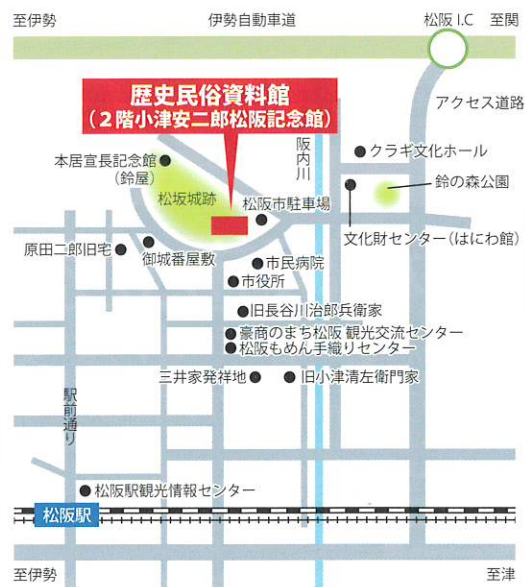 至伊勢
伊勢自動車道
松阪I.C
至関
アクセス道路
歴史民俗資料館
(2階小津安二郎松阪記念館)
阪内川
クラギ文化ホール
本居宣長記念館
(鈴屋)
松坂城跡
鈴の森公園
松阪市駐車場
文化財センター(はにわ館)
原田二郎旧宅
御城番屋敷
市民病院
市役所
旧長谷川治郎兵衛家
豪商のまち松阪 観光交流センター
松阪もめん手織りセンター
三井家発祥地
旧小津清左衛門家
駅前通り
松阪駅観光情報センター
松阪駅
至伊勢
至津